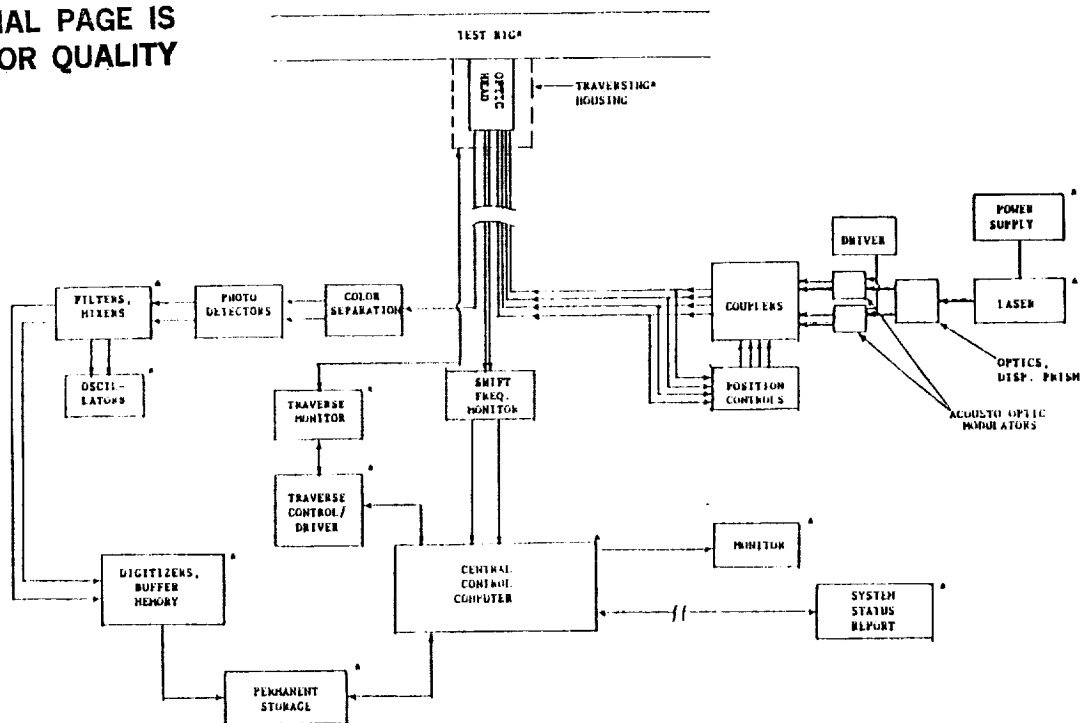 NAL PAGE IS
OR QUALITY
TEST RIG*
OPTIC
HEAD
TRAVERSING*
HOUSING
*
POWER
SUPPLY
DRIVER
*
LASER
COUPLERS
OPTICS,
DISP. PRISM
POSITION
CONTROLS
ACOUSTO OPTIC
MODULATORS
*
FILTERS,
MIXERS
PHOTO
DETECTORS
COLOR
SEPARATION
*
OSCIL-
LATORS
SHIFT
FREQ.
MONITOR
*
TRAVERSE
MONITOR
*
TRAVERSE
CONTROL/
DRIVER
*
MONITOR
*
DIGITIZERS,
BUFFER
MEMORY
*
CENTRAL
CONTROL
COMPUTER
*
SYSTEM
STATUS
REPORT
*
PERMANENT
STORAGE